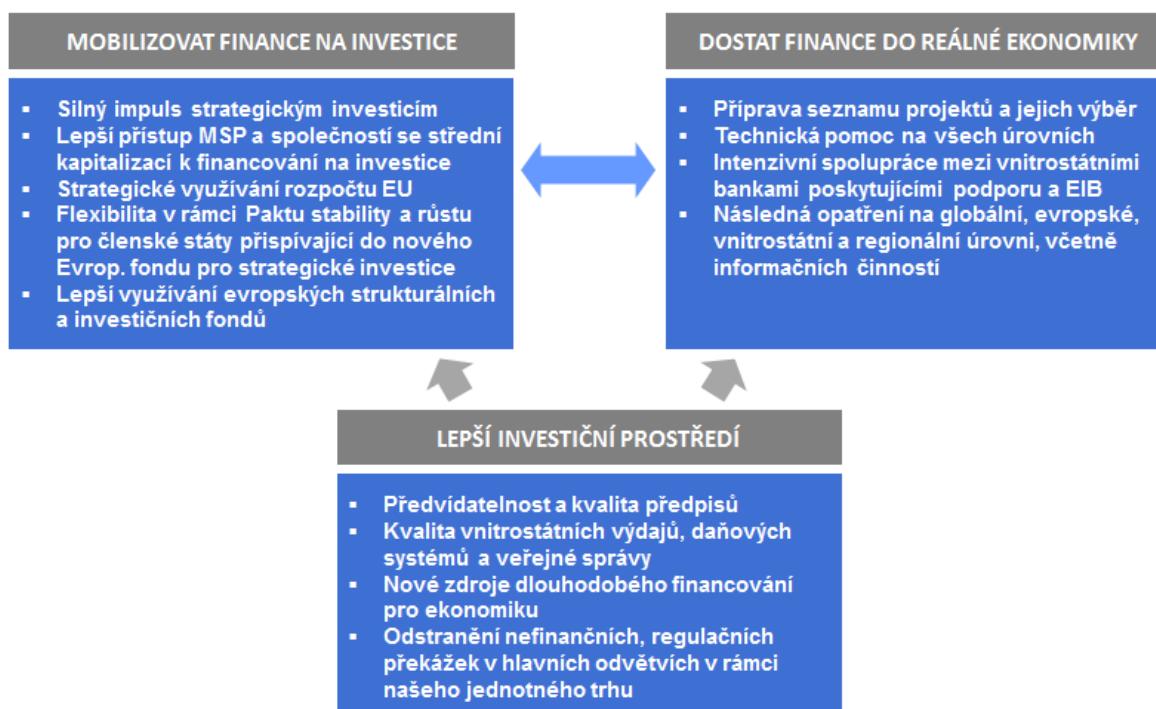 MOBILIZOVAT FINANCE NA INVESTICE
▪ Silný impuls strategickým investicím
▪ Lepší přístup MSP a společností se střední
kapitalizací k financování na investice
▪ Strategické využívání rozpočtu EU
▪ Flexibilita v rámci Paktu stability a růstu
pro členské státy přispívající do nového
Evrop. fondu pro strategické investice
▪ Lepší využívání evropských strukturálních
a investičních fondů
DOSTAT FINANCE DO REÁLNÉ EKONOMIKY
▪ Příprava seznamu projektů a jejich výběr
▪ Technická pomoc na všech úrovních
▪ Intenzivní spolupráce mezi vnitrostátními
bankami poskytujícími podporu a EIB
▪ Následná opatření na globální, evropské,
vnitrostátní a regionální úrovni, včetně
informačních činností
LEPŠÍ INVESTIČNÍ PROSTŘEDÍ
▪ Předvídatelnost a kvalita předpisů
▪ Kvalita vnitrostátních výdajů, daňových
systémů a veřejné správy
▪ Nové zdroje dlouhodobého financování
pro ekonomiku
▪ Odstranění nefinančních, regulačních
překážek v hlavních odvětvích v rámci
našeho jednotného trhu